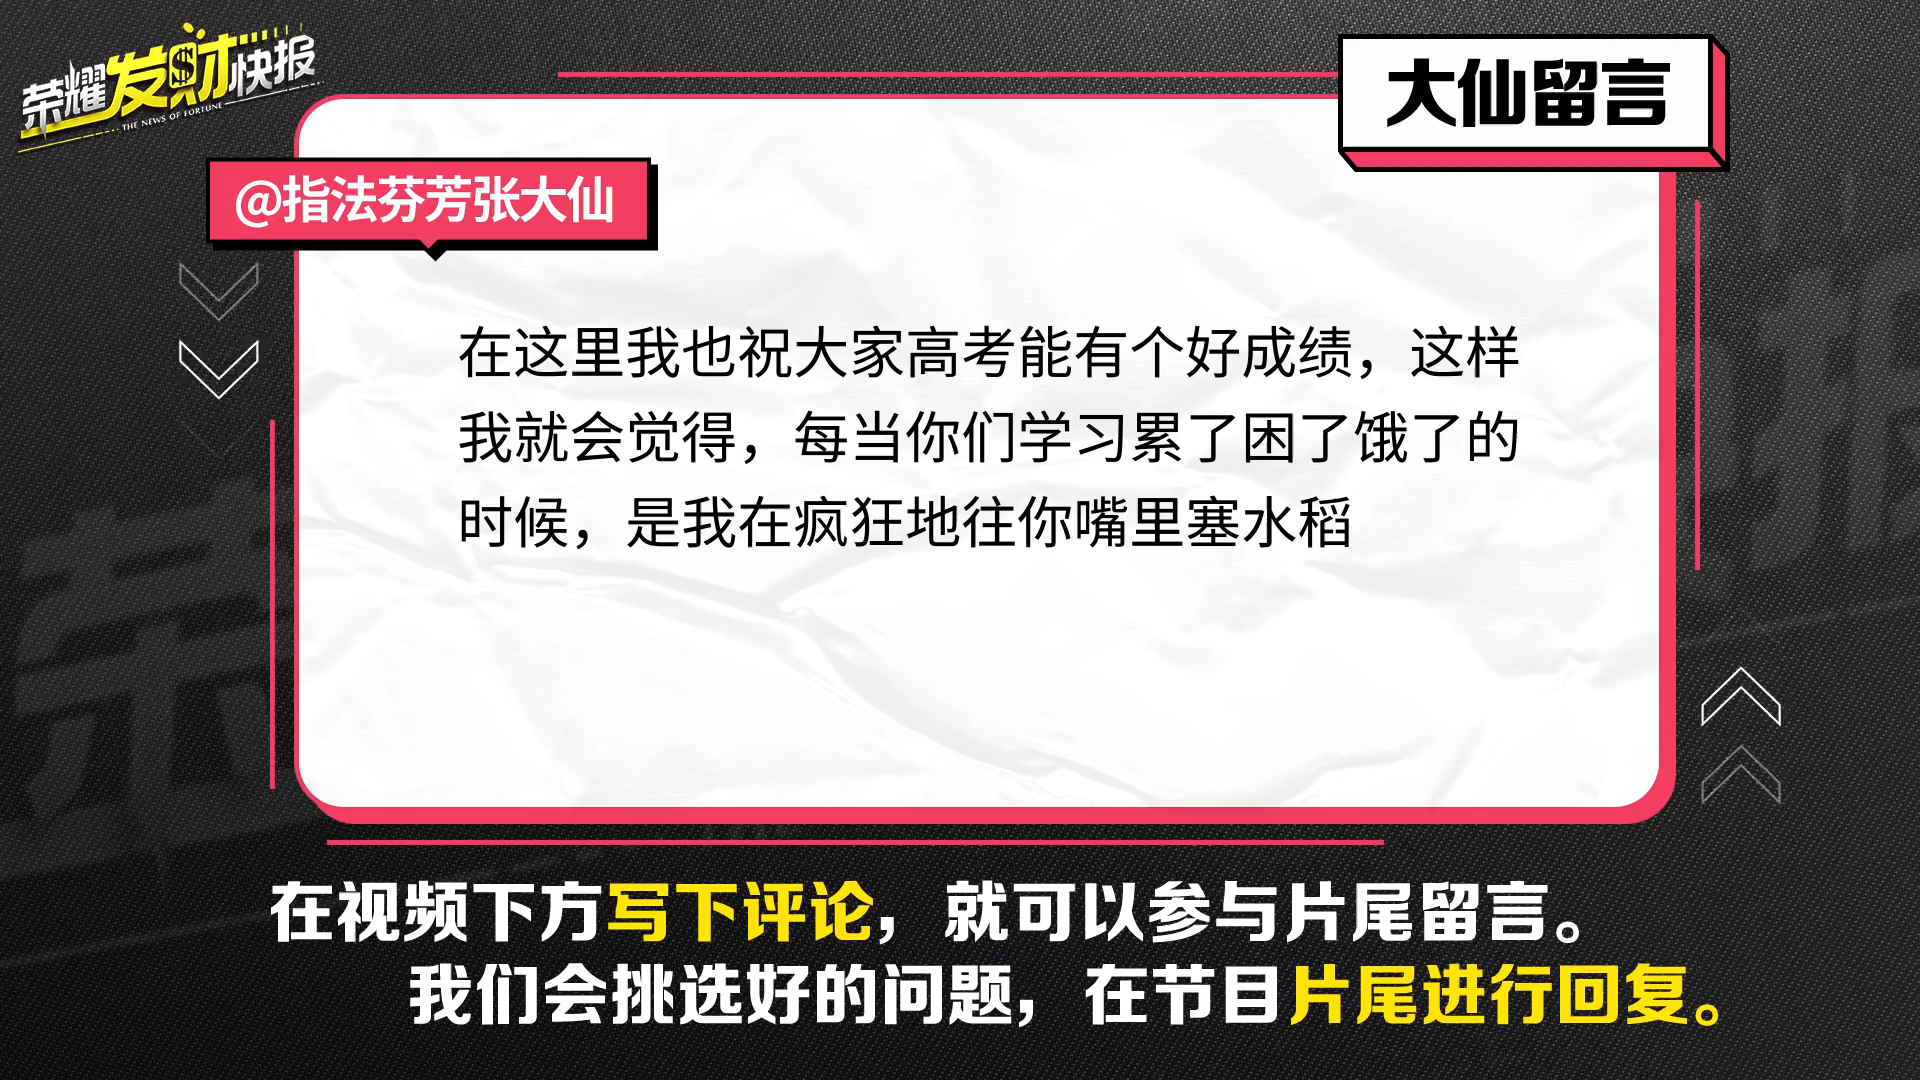 荣耀发财快报
THE NEWS OF FORTUNE
大仙留言
@指法芬芳张大仙
在这里我也祝大家高考能有个好成绩，这样
我就会觉得，每当你们学习累了困了饿了的
时候，是我在疯狂地往你嘴里塞水稻
在视频下方写下评论，就可以参与片尾留言。
我们会挑选好的问题，在节目片尾进行回复。